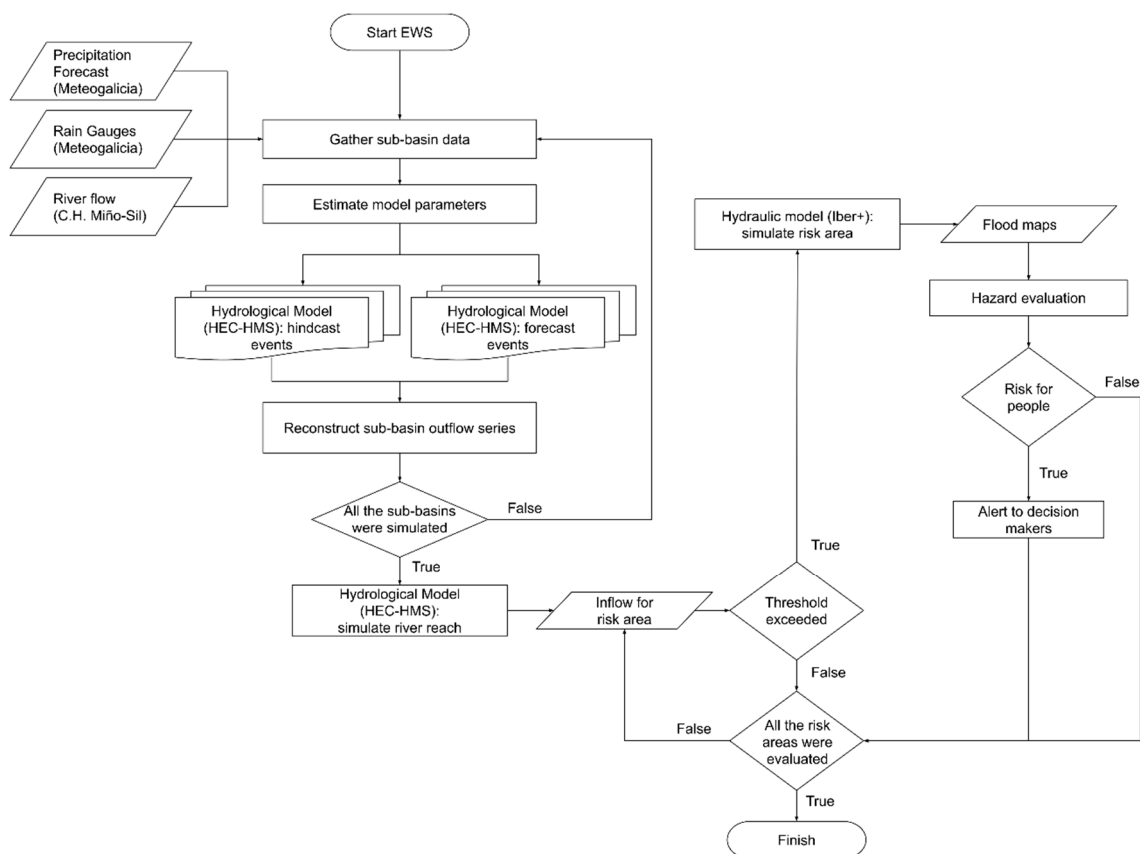 Start EWS
Precipitation
Forecast
(Meteogalicia)
Rain Gauges
(Meteogalicia)
River flow
(C.H. Miño-Sil)
Gather sub-basin data
Estimate model parameters
Hydrological Model
(HEC-HMS): hindcast
events
Hydrological Model
(HEC-HMS): forecast
events
Reconstruct sub-basin outflow series
All the sub-basins
were simulated
False
True
Hydrological Model
(HEC-HMS):
simulate river reach
Inflow for
risk area
Threshold
exceeded
True
False
Hydraulic model (Iber+):
simulate risk area
Flood maps
Hazard evaluation
Risk for
people
False
True
Alert to decision
makers
All the risk
areas were
evaluated
False
True
Finish